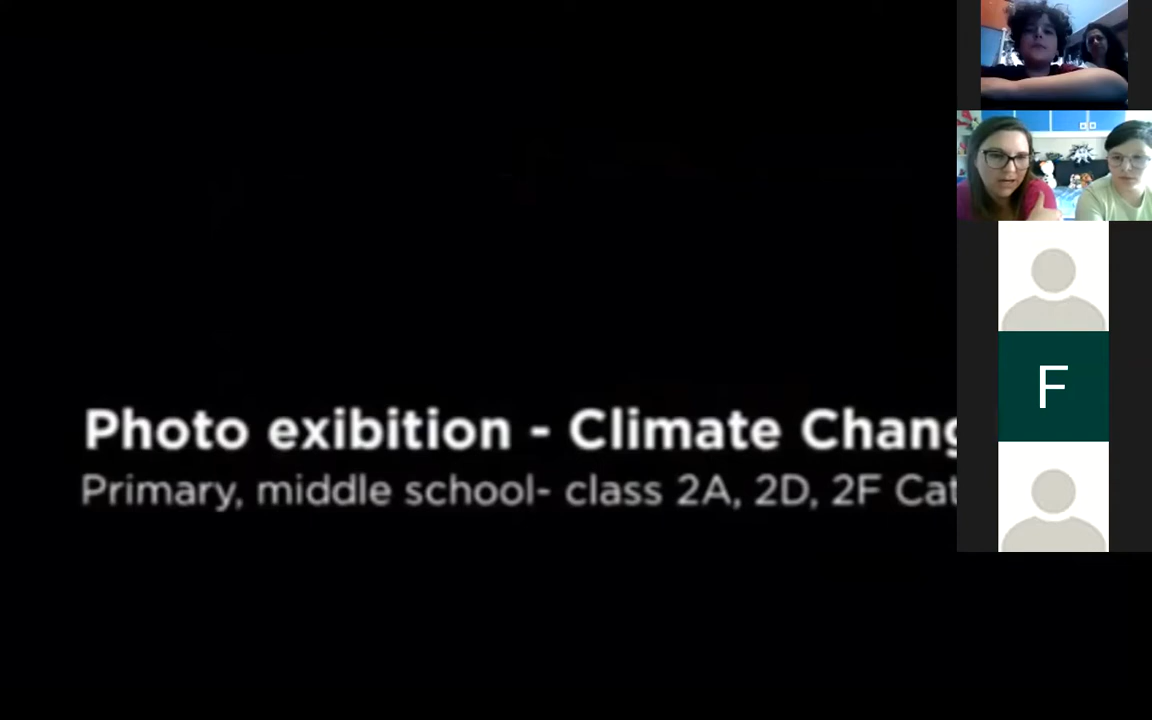 Photo exibition - Climate Chang
Primary, middle school- class 2A, 2D, 2F Cat
F